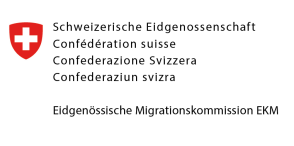 Schweizerische Eidgenossenschaft
Confédération suisse
Confederazione Svizzera
Confederaziun svizra
Eidgenössische Migrationskommission EKM